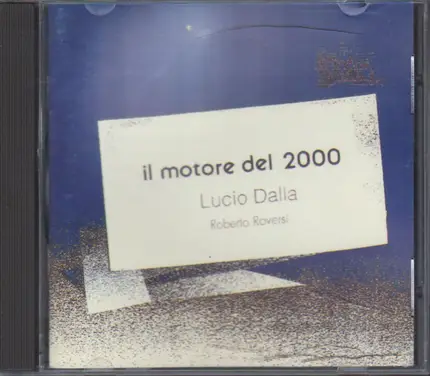 il motore del 2000
Lucio Dalla
Roberto Roversi